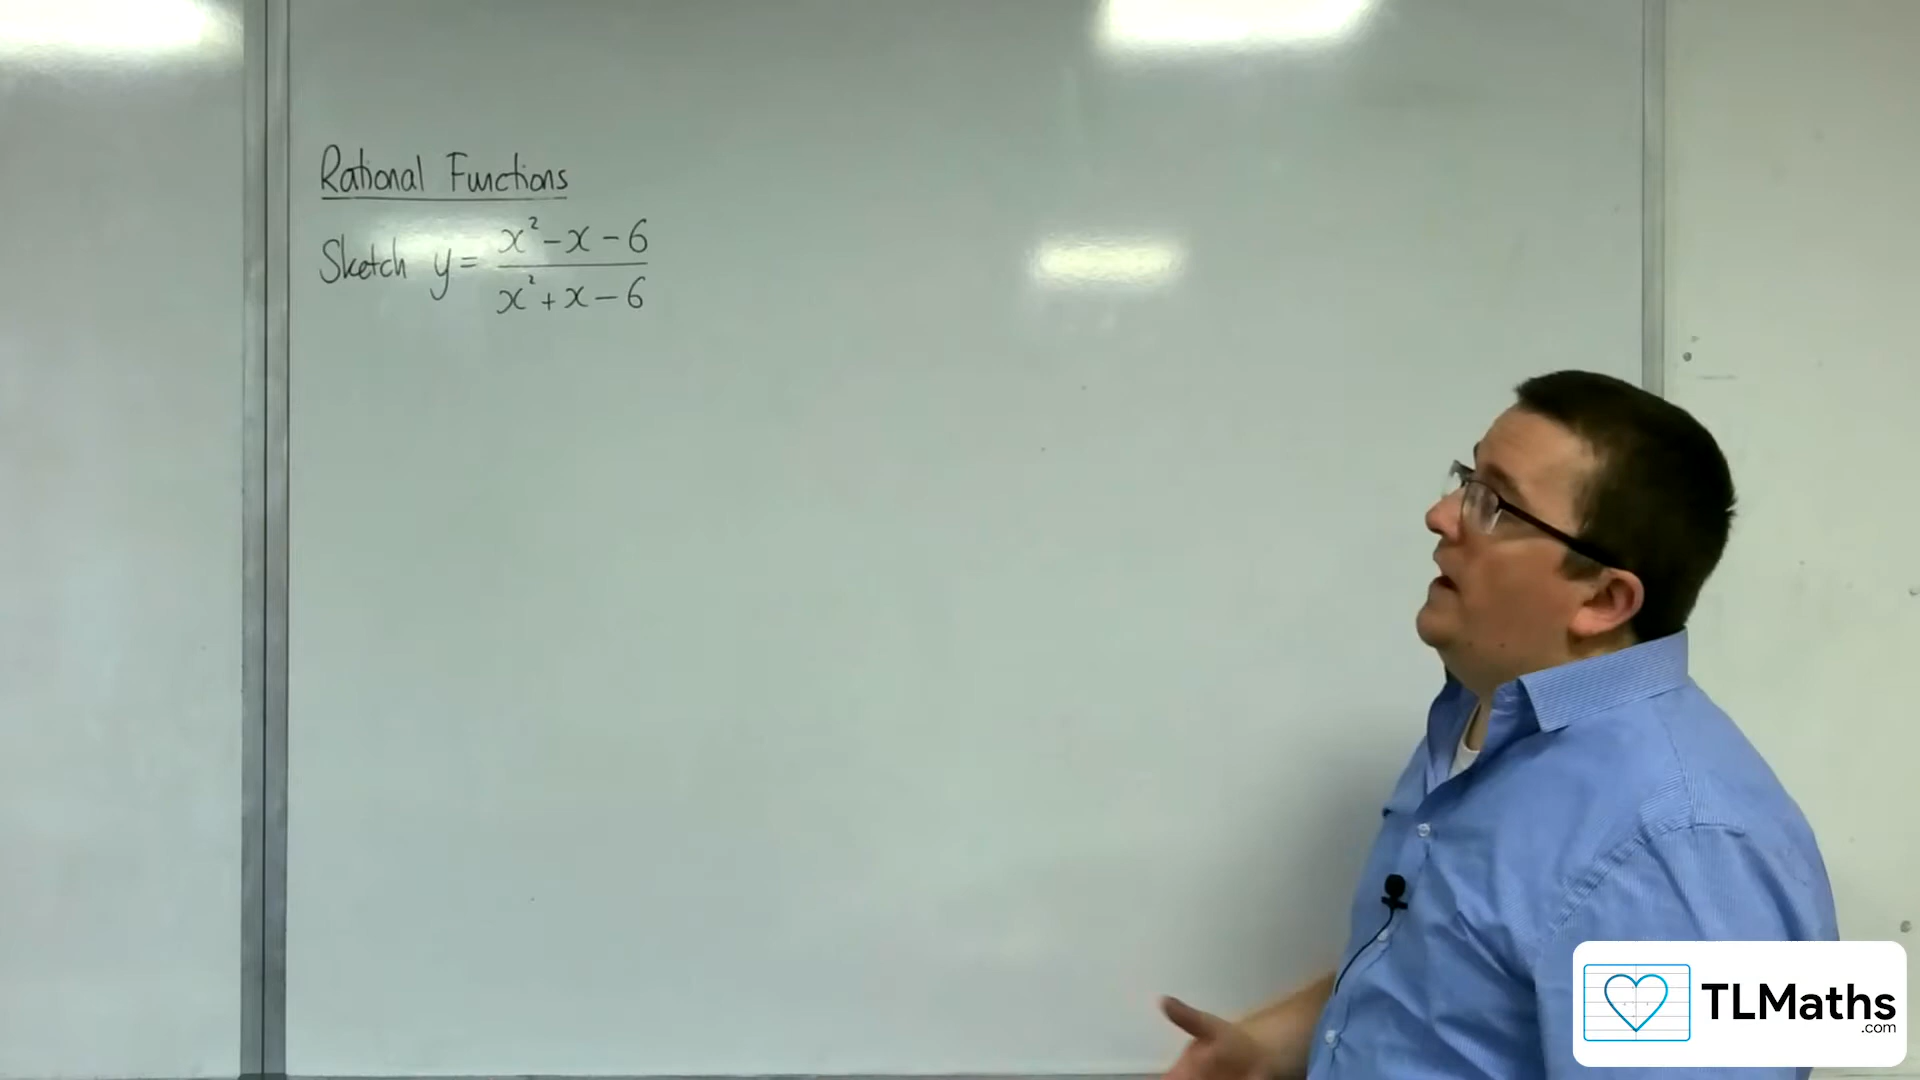 Rational Functions
Sketch y = x² - x - 6 / x² + x - 6
TLMaths
.com